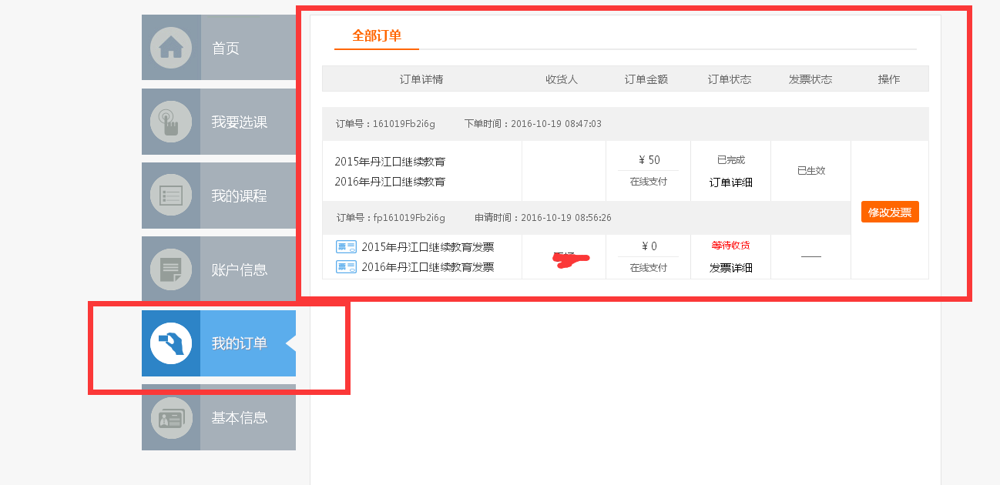 首页
我要选课
我的课程
账户信息
我的订单
基本信息
全部订单
订单详情 收货人 订单金额 订单状态 发票状态 操作
订单号：161019Fb2i6g 下单时间：2016-10-19 08:47:03
2015年丹江口继续教育
2016年丹江口继续教育
¥ 50
在线支付
已完成
订单详细
已生效
修改发票
订单号：fp161019Fb2i6g 申请时间：2016-10-19 08:56:26
票 2015年丹江口继续教育发票
票 2016年丹江口继续教育发票
¥ 0
在线支付
等待收货
发票详细
——